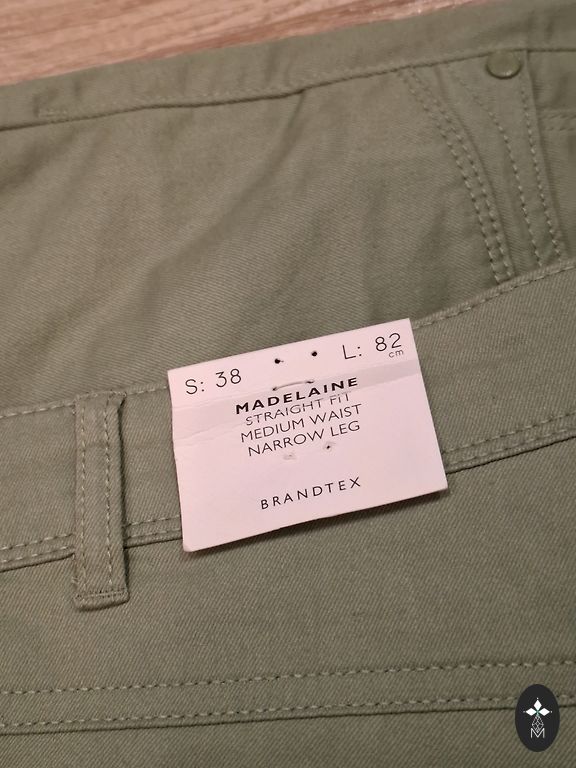 S: 38 L: 82 cm
MADELAINE
STRAIGHT FIT
MEDIUM WAIST
NARROW LEG
BRANDTEX
M